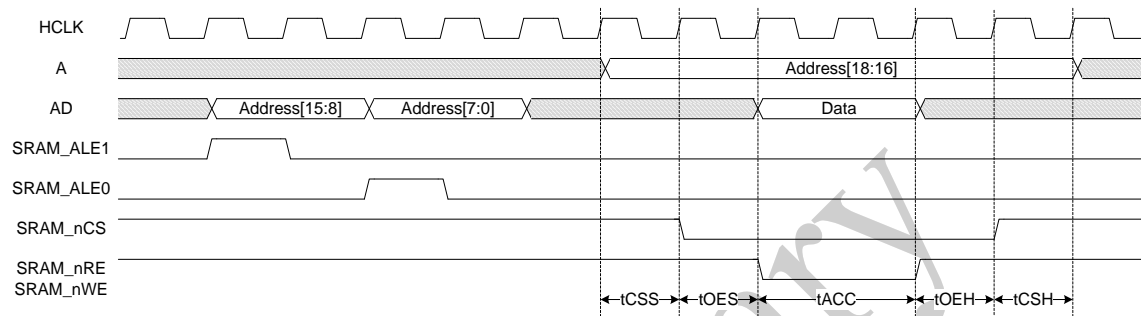 HCLK
A
Address[18:16]
AD
Address[15:8]
Address[7:0]
Data
SRAM_ALE1
SRAM_ALE0
SRAM_nCS
SRAM_nRE
SRAM_nWE
tCSS
tOES
tACC
tOEH
tCSH